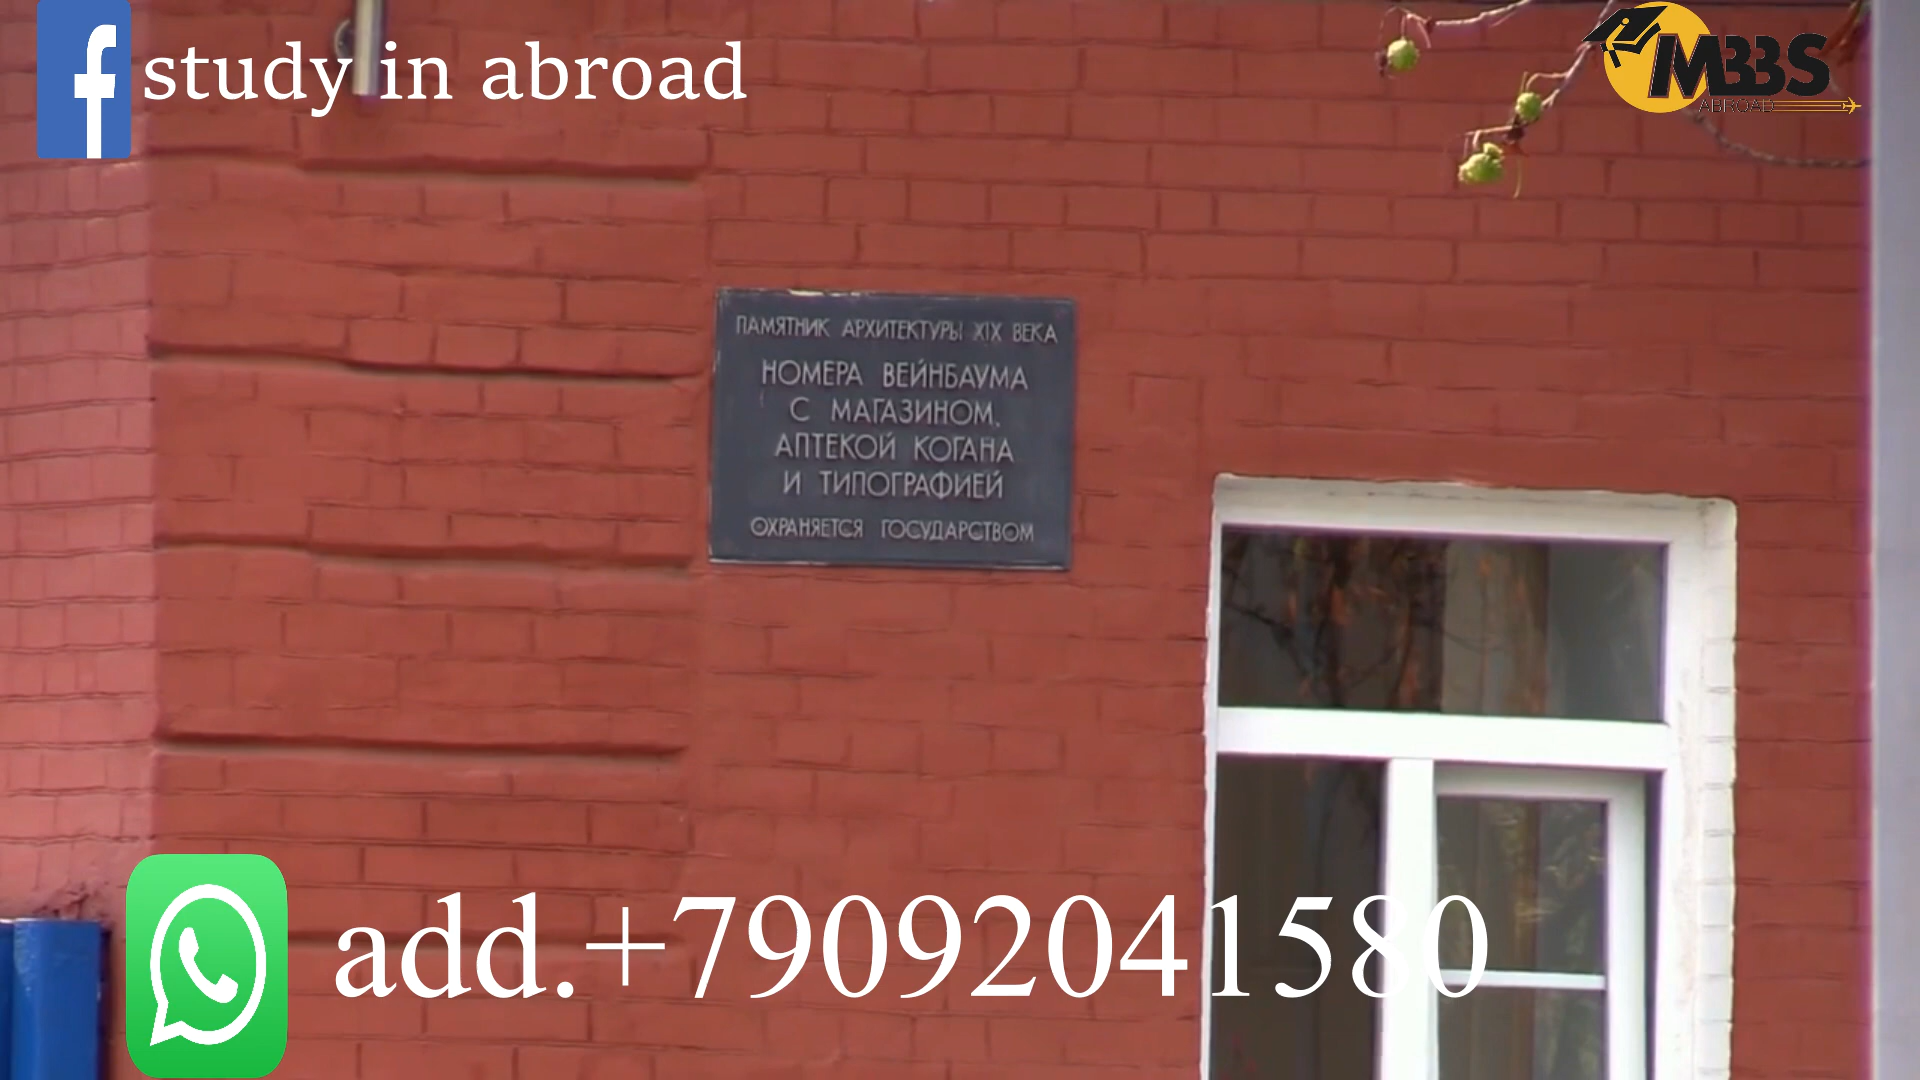 study in abroad
MBBS
ABROAD
ПАМЯТНИК АРХИТЕКТУРЫ XIX ВЕКА
НОМЕРА ВЕЙНБАУМА
С МАГАЗИНОМ,
АПТЕКОЙ КОГАНА
И ТИПОГРАФИЕЙ
ОХРАНЯЕТСЯ ГОСУДАРСТВОМ
add.+79092041580